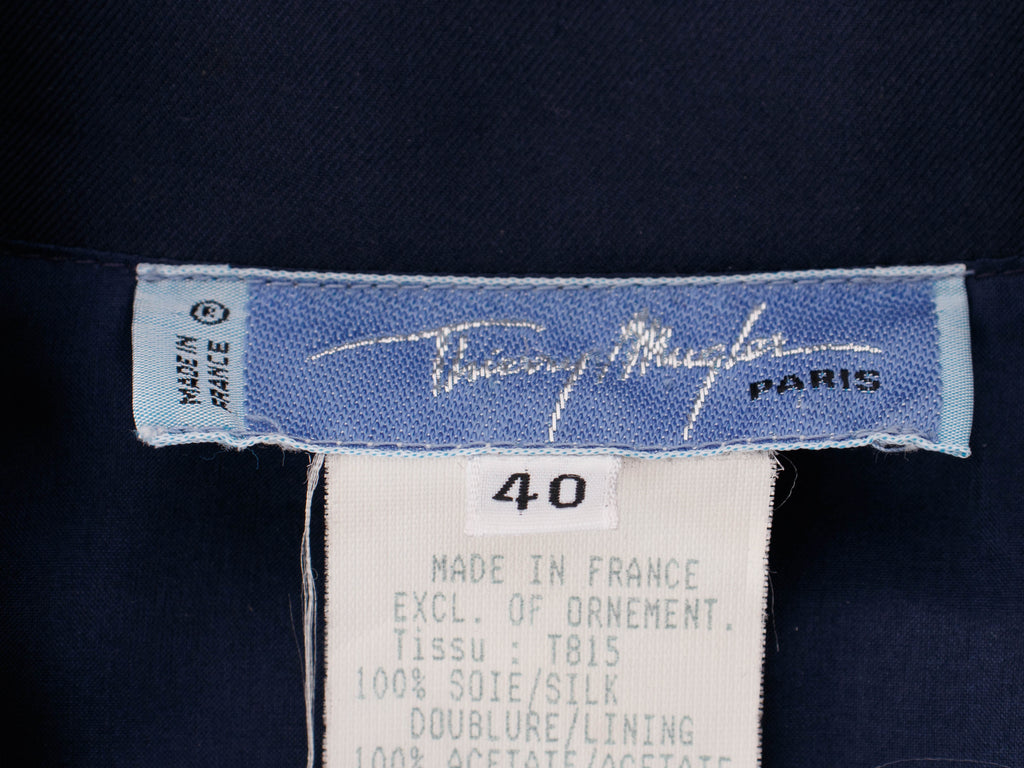 MADE IN
FRANCE
®
Thierry Mugler
PARIS
40
MADE IN FRANCE
EXCL. OF ORNEMENT.
Tissu : T815
100% SOIE/SILK
DOUBLURE/LINING
100% ACETATE/ACETATE